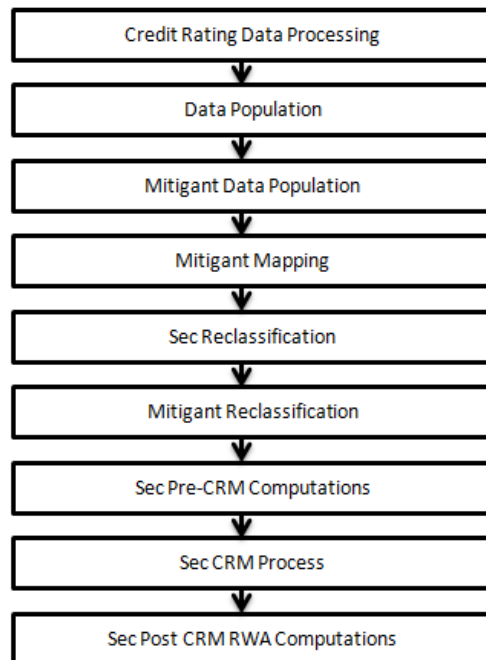 Credit Rating Data Processing
Data Population
Mitigant Data Population
Mitigant Mapping
Sec Reclassification
Mitigant Reclassification
Sec Pre-CRM Computations
Sec CRM Process
Sec Post CRM RWA Computations